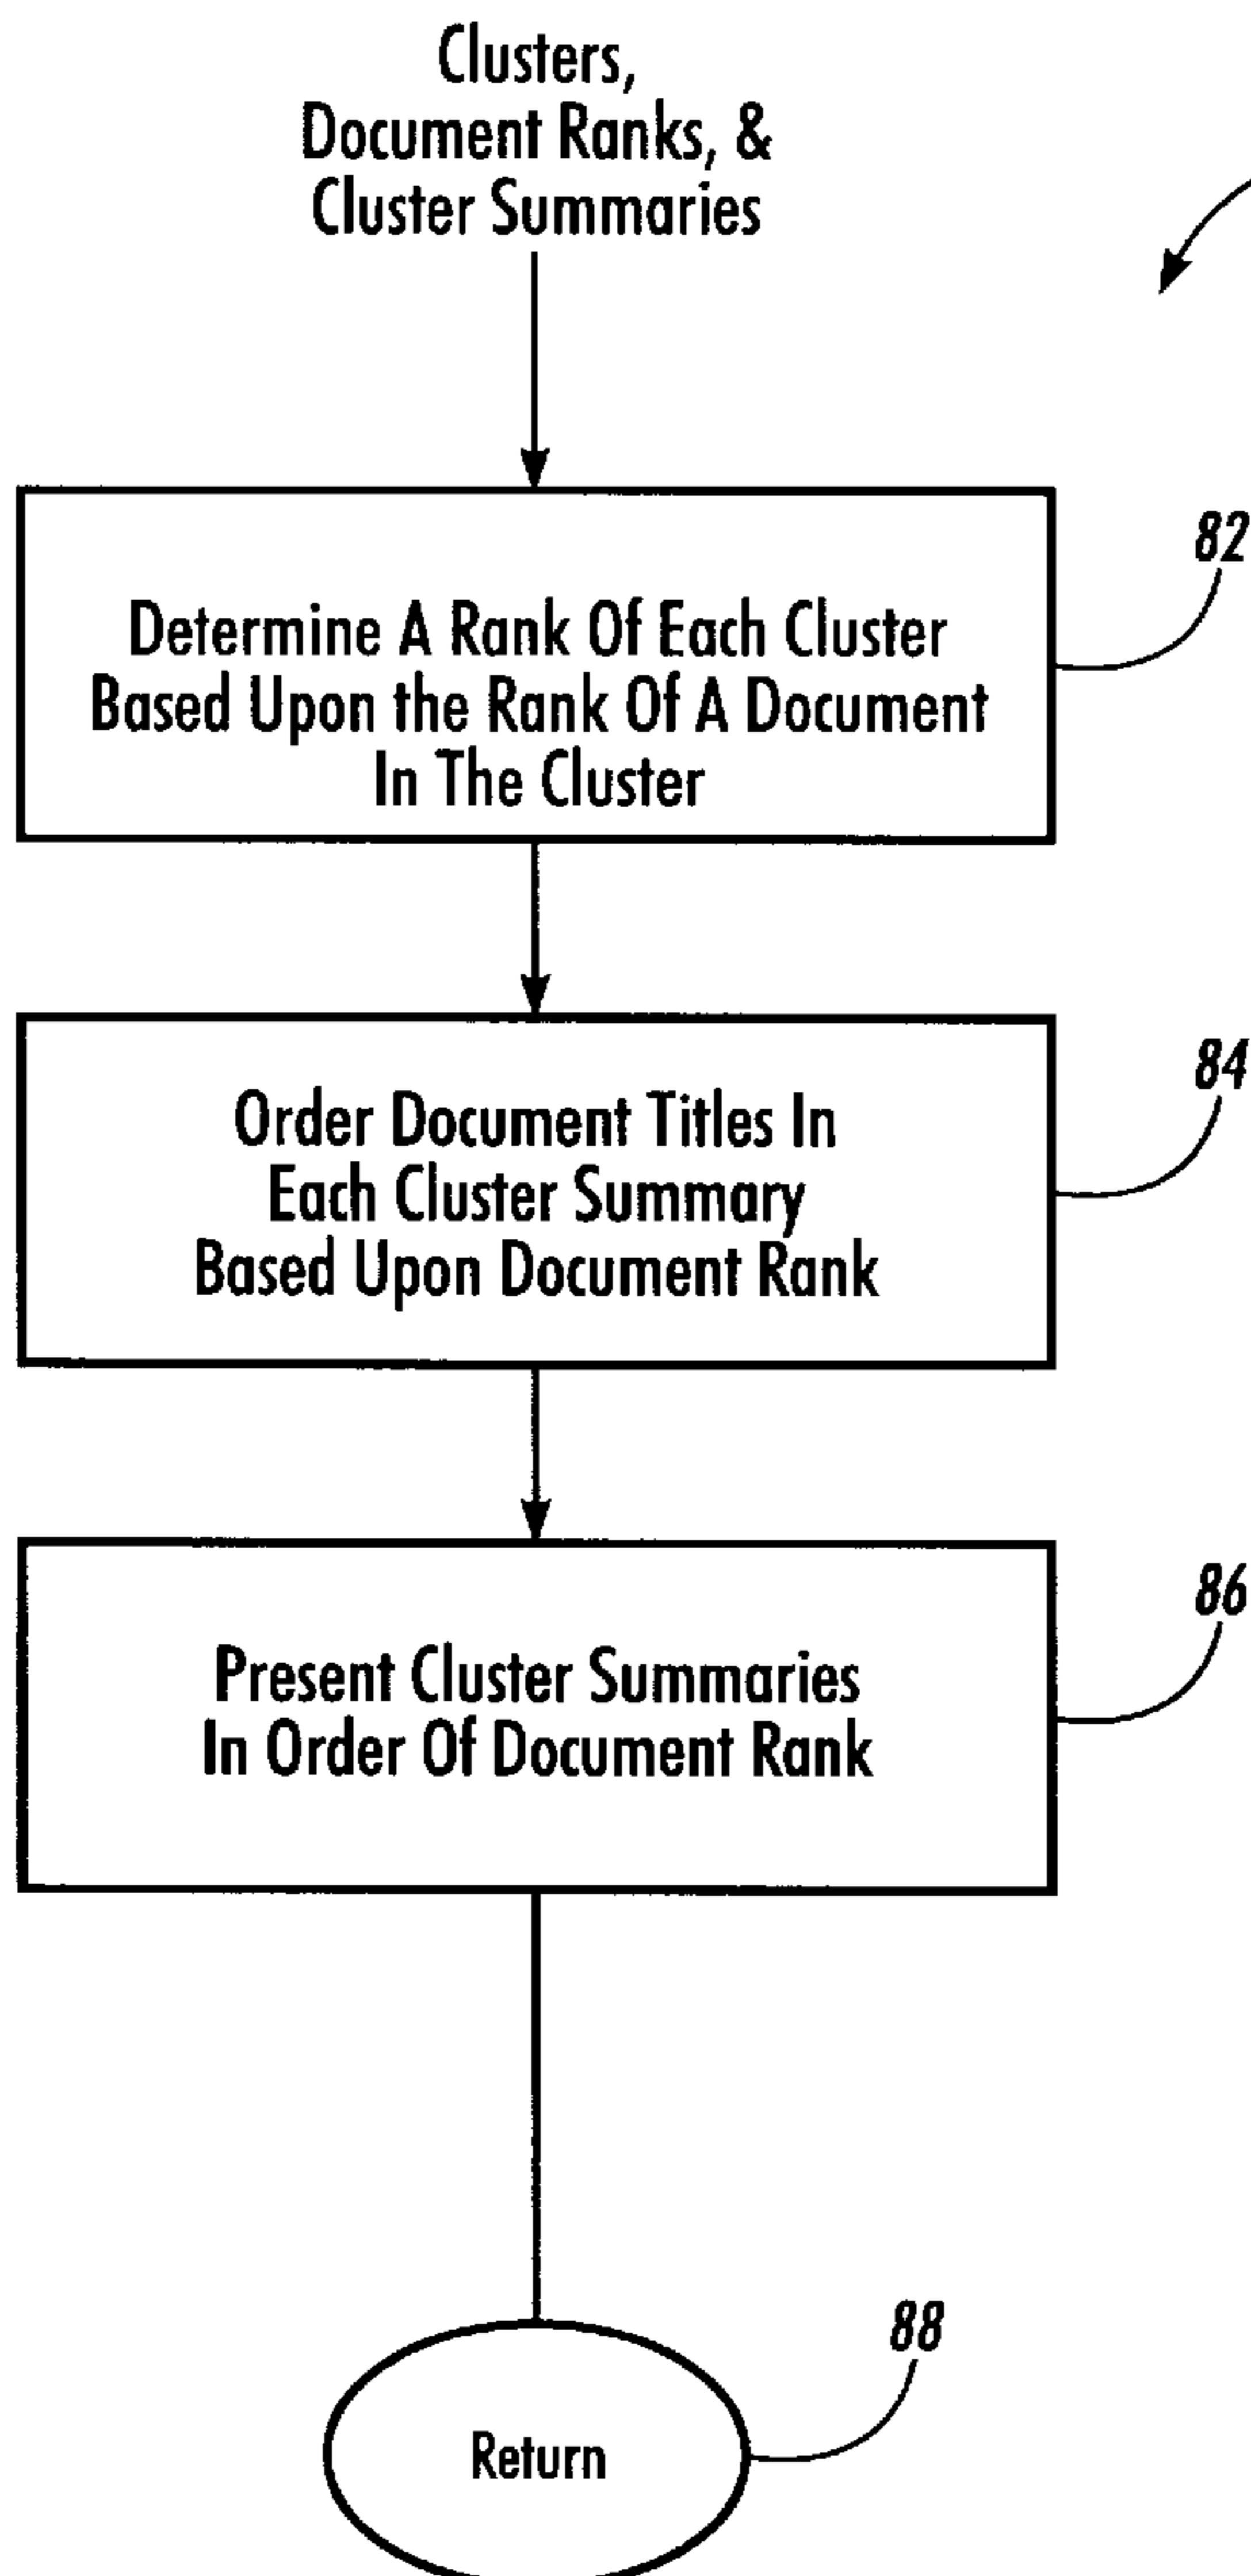 Clusters,
Document Ranks, &
Cluster Summaries
82
Determine A Rank Of Each Cluster
Based Upon the Rank Of A Document
In The Cluster
84
Order Document Titles In
Each Cluster Summary
Based Upon Document Rank
86
Present Cluster Summaries
In Order Of Document Rank
88
Return